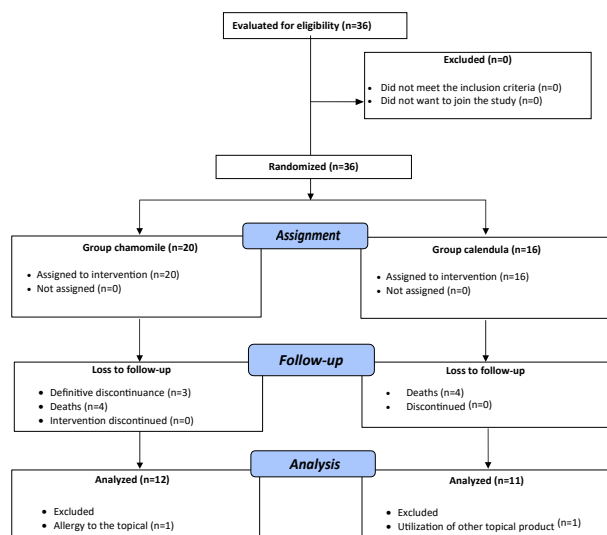 Evaluated for eligibility (n=36)
Excluded (n=0)
• Did not meet the inclusion criteria (n=0)
• Did not want to join the study (n=0)
Randomized (n=36)
Assignment
Group chamomile (n=20)
• Assigned to intervention (n=20)
• Not assigned (n=0)
Group calendula (n=16)
• Assigned to intervention (n=16)
• Not assigned (n=0)
Follow-up
Loss to follow-up
• Definitive discontinuance (n=3)
• Deaths (n=4)
• Intervention discontinued (n=0)
Loss to follow-up
• Deaths (n=4)
• Discontinued (n=0)
Analysis
Analyzed (n=12)
• Excluded
• Allergy to the topical (n=1)
Analyzed (n=11)
• Excluded
• Utilization of other topical product (n=1)